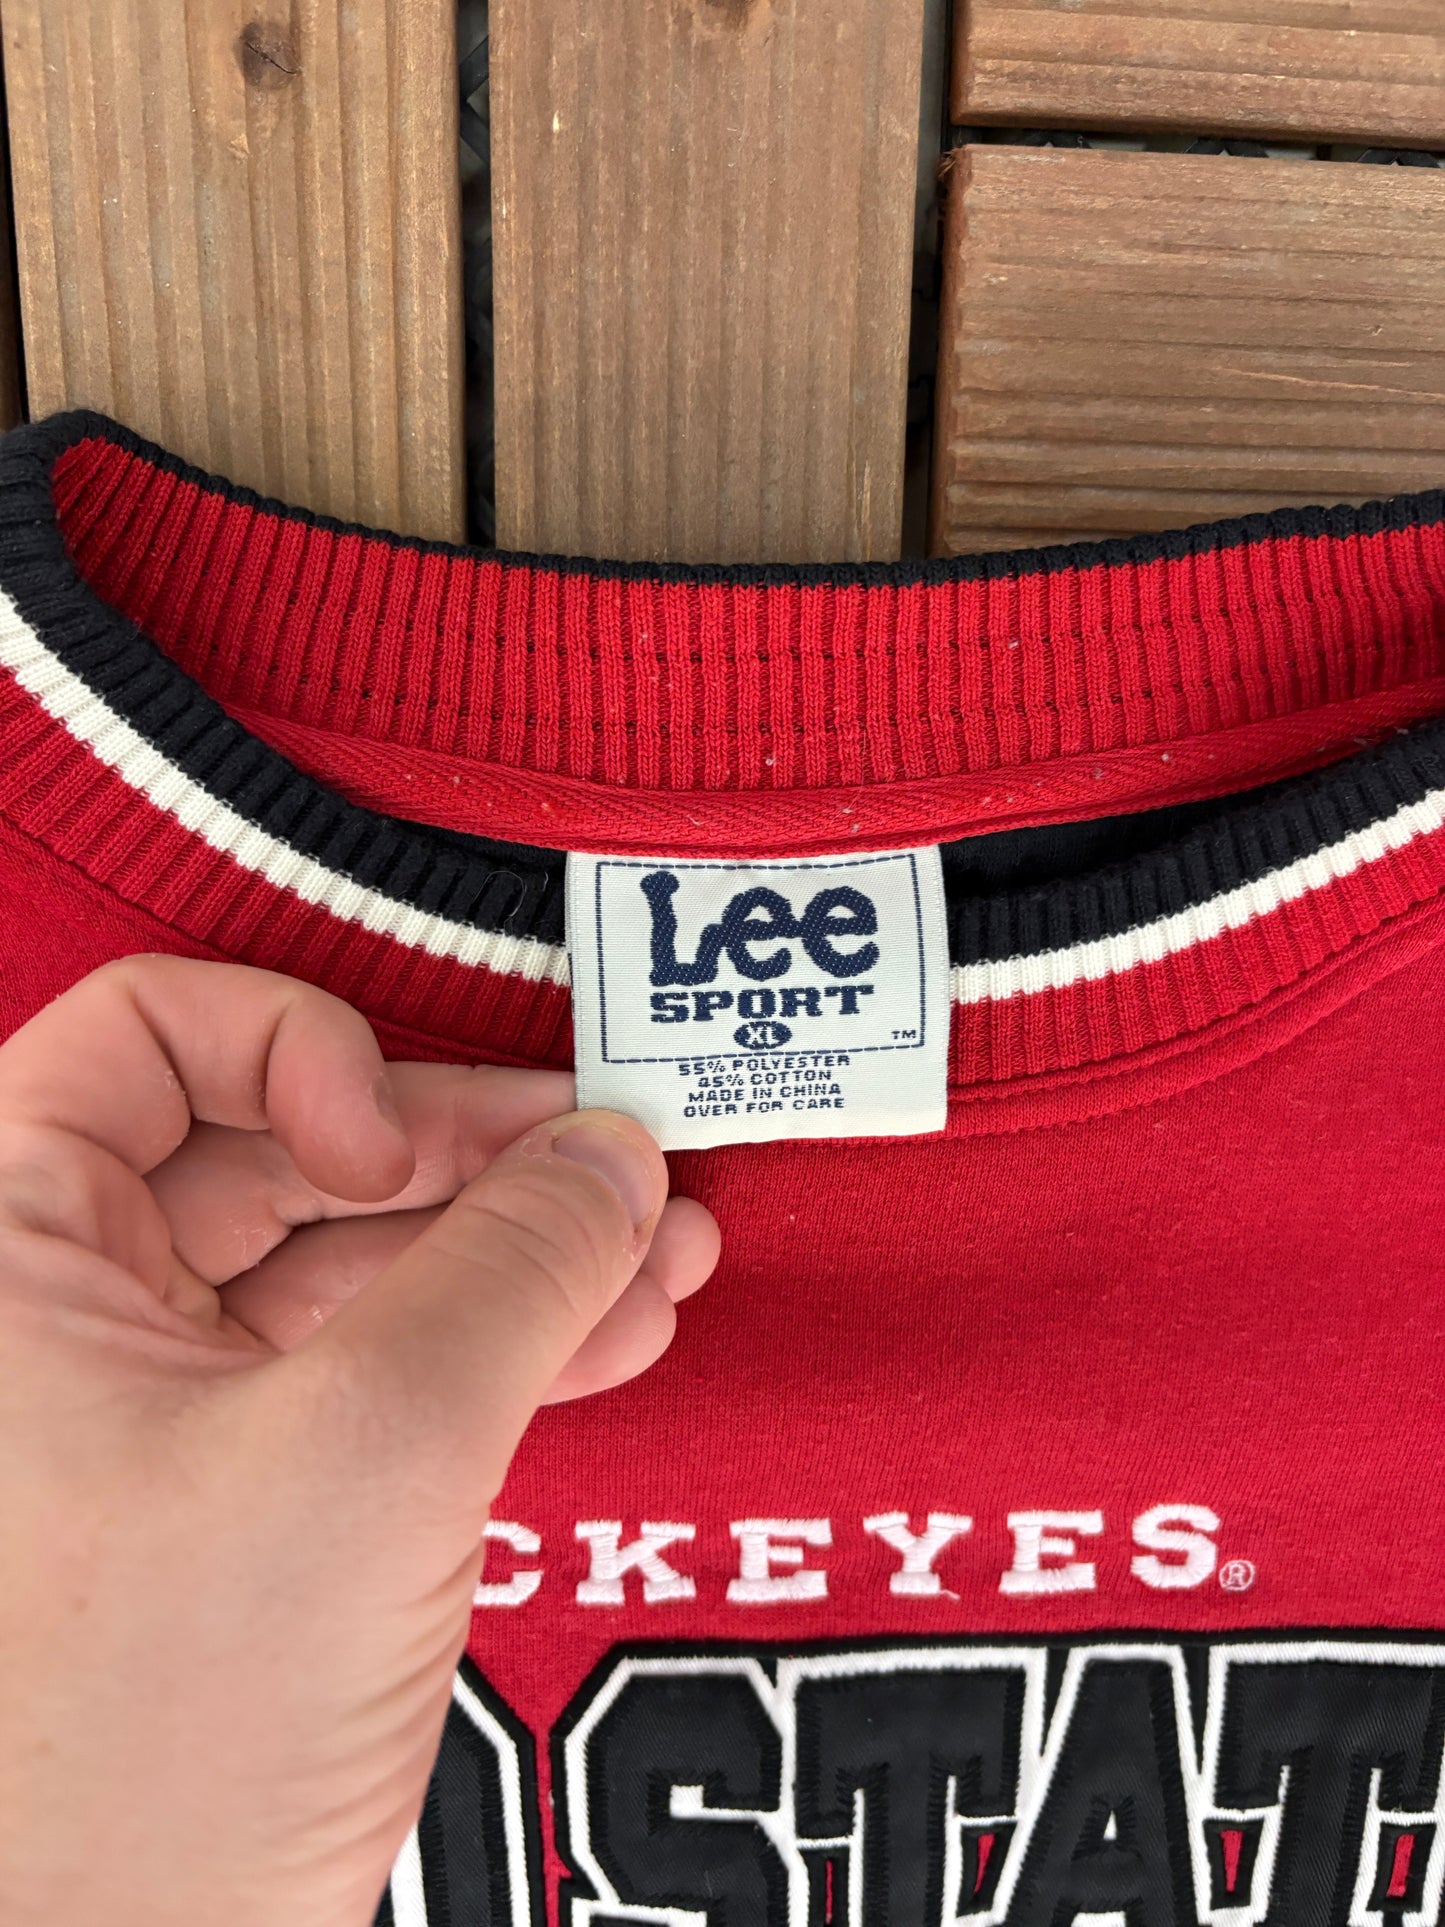 Lee
SPORT
XL
TM
55% POLYESTER
45% COTTON
MADE IN CHINA
OVER FOR CARE
CKEYES®
STAT